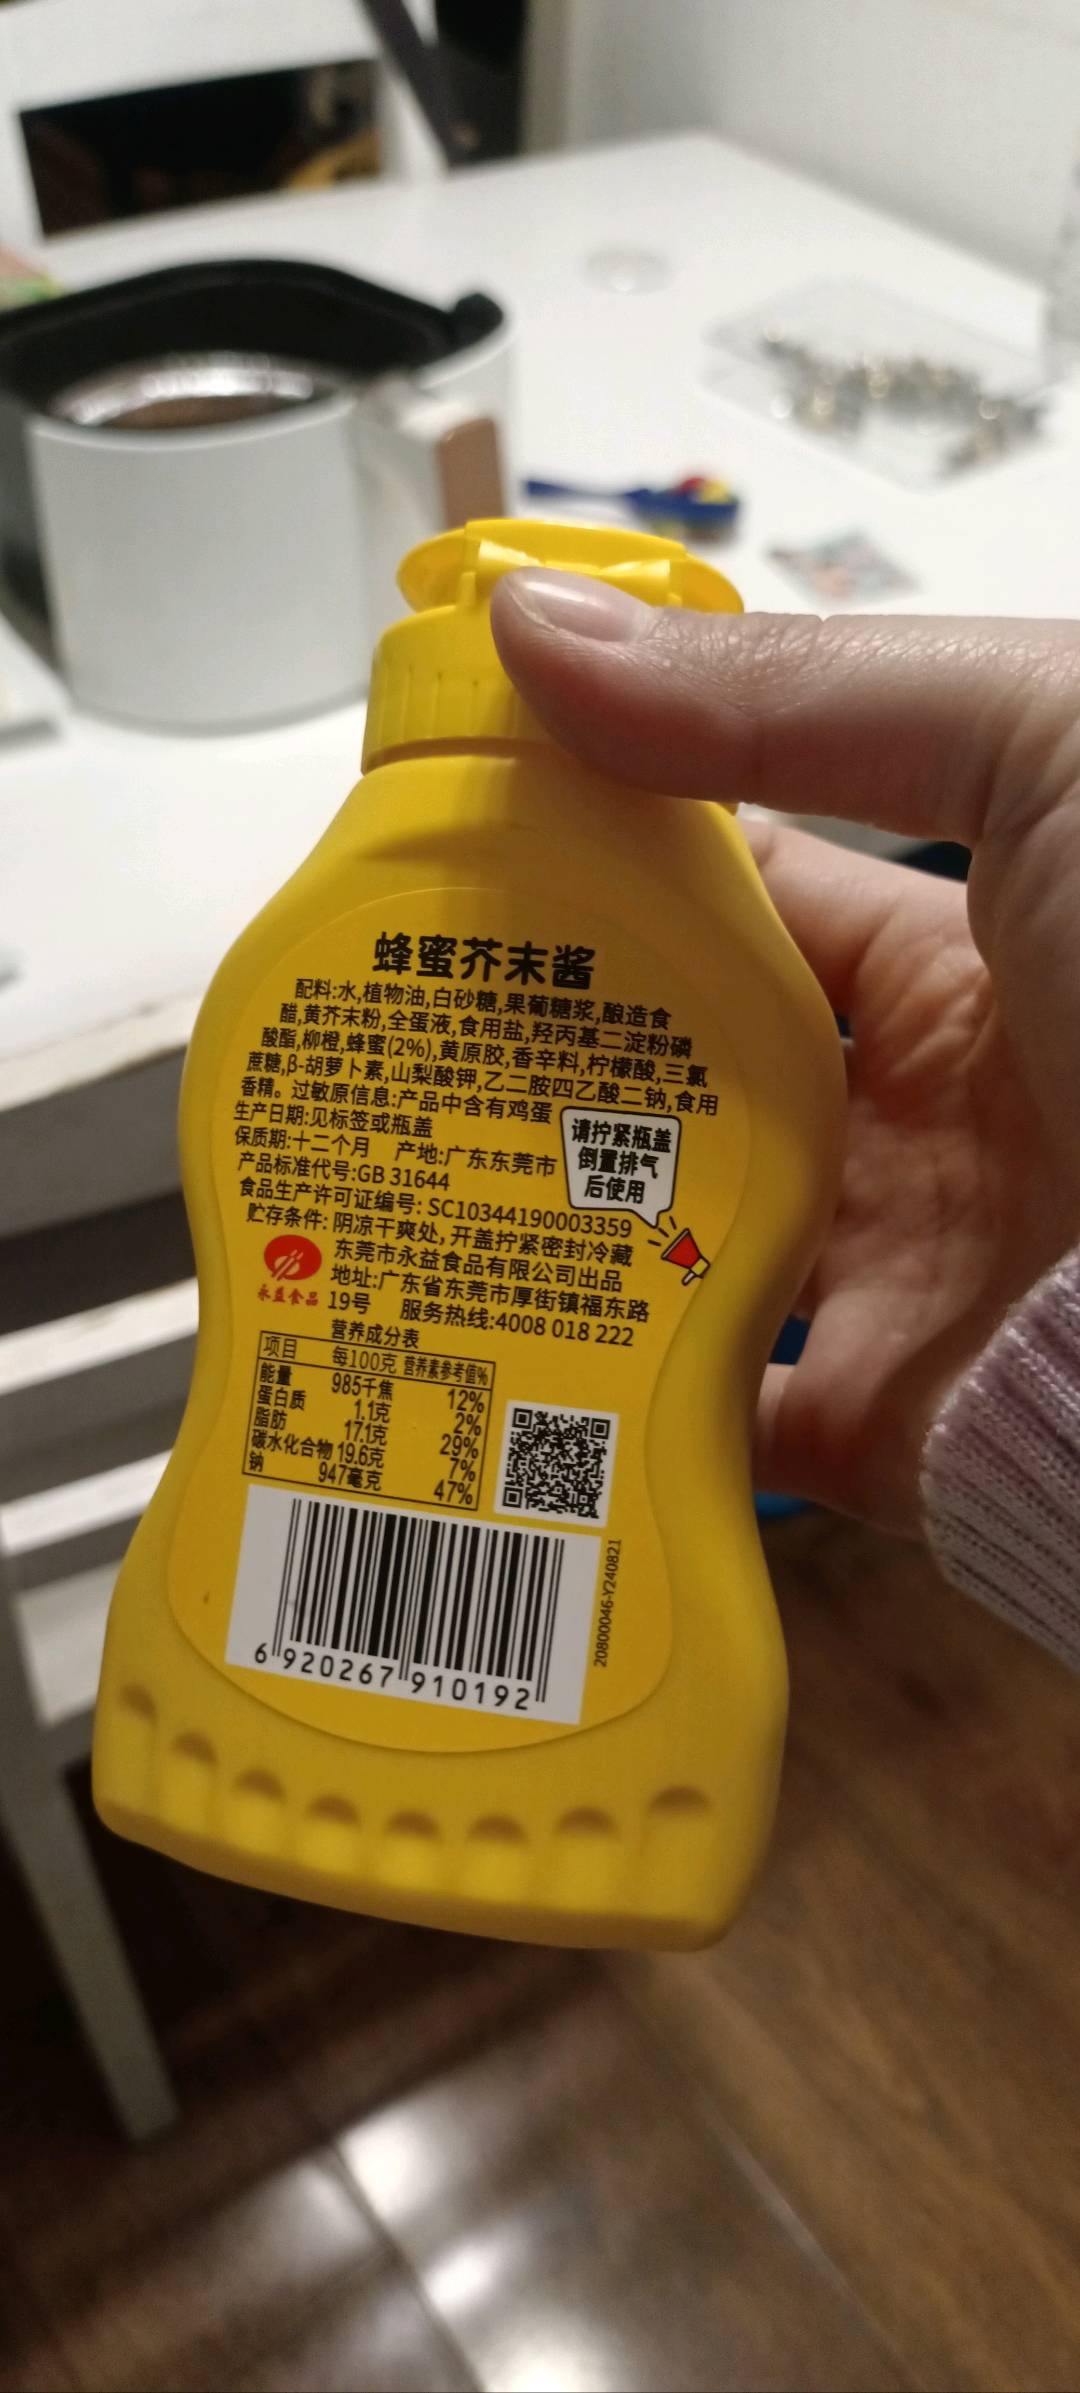 蜂蜜芥末酱
配料:水,植物油,白砂糖,果葡糖浆,酿造食
醋,黄芥末粉,全蛋液,食用盐,羟丙基二淀粉磷
酸酯,柳橙,蜂蜜(2%),黄原胶,香辛料,柠檬酸,三氯
蔗糖,β-胡萝卜素,山梨酸钾,乙二胺四乙酸二钠,食用
香精。过敏原信息:产品中含有鸡蛋
生产日期:见标签或瓶盖
保质期:十二个月 产地:广东东莞市
产品标准代号:GB 31644
食品生产许可证编号: SC10344190003359
贮存条件: 阴凉干爽处, 开盖拧紧密封冷藏
请拧紧瓶盖
倒置排气
后使用
永益食品
东莞市永益食品有限公司出品
地址:广东省东莞市厚街镇福东路
19号 服务热线:4008 018 222
营养成分表
项目 每100克 营养素参考值%
能量 985千焦 12%
蛋白质 1.1克 2%
脂肪 17.1克 29%
碳水化合物 19.6克 7%
钠 947毫克 47%
20800046-Y240821
6 920267 910192